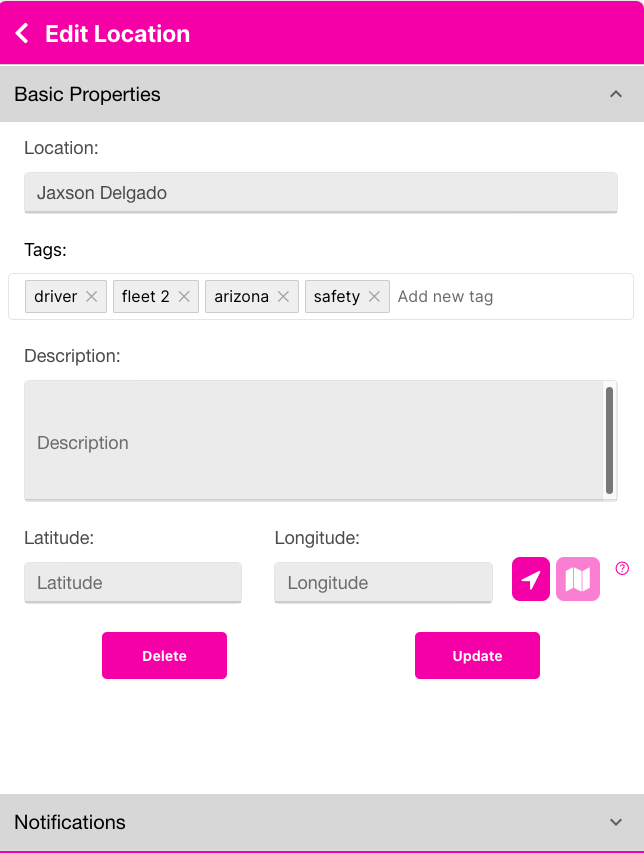 Edit Location
Basic Properties
Location:
Jaxson Delgado
Tags:
driver fleet 2 arizona safety Add new tag
Description:
Description
Latitude: Longitude:
Latitude Longitude ?
Delete Update
Notifications